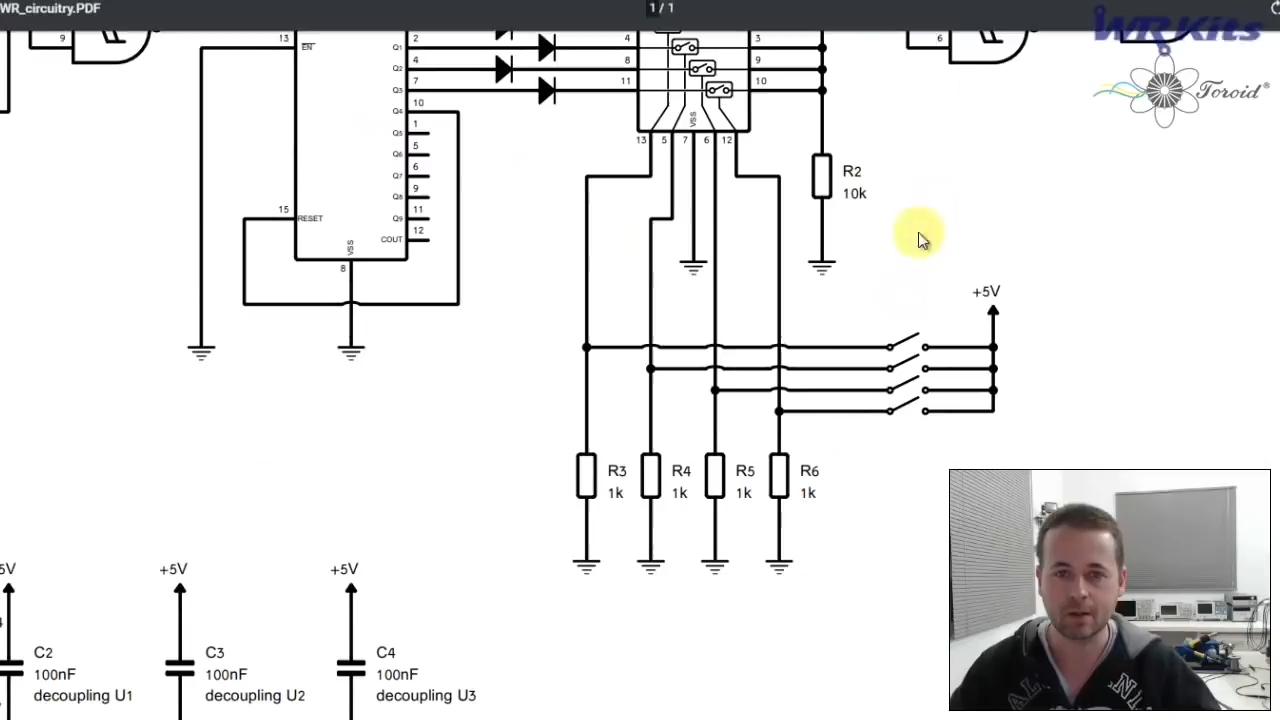 WR_circuitry.PDF
1 / 1
WRKits
Toroid®
9
13
EN
Q1
2
4
3
6
Q2
4
8
9
Q3
7
11
10
Q4
10
VSS
Q5
1
13
5
7
6
12
Q6
5
Q7
6
R2
10k
Q8
9
15
RESET
Q9
11
COUT
12
VSS
8
+5V
R3
1k
R4
1k
R5
1k
R6
1k
5V
+5V
+5V
C2
100nF
decoupling U1
C3
100nF
decoupling U2
C4
100nF
decoupling U3